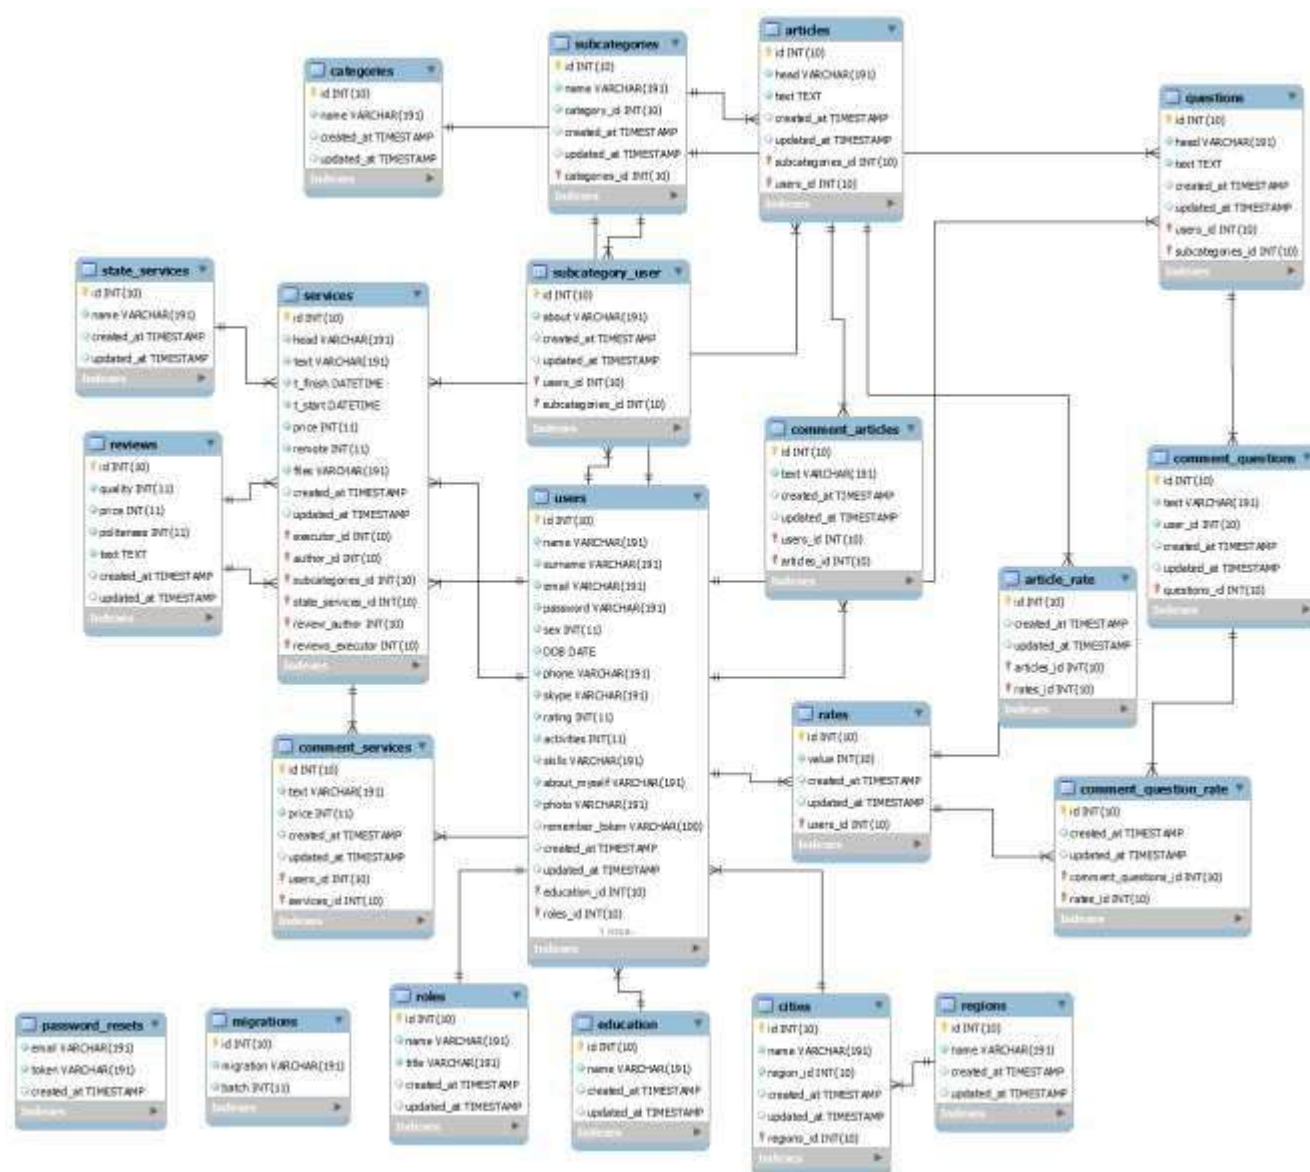 categories
id INT(10)
name VARCHAR(191)
created_at TIMESTAMP
updated_at TIMESTAMP
Indexes
subcategories
id INT(10)
name VARCHAR(191)
category_id INT(10)
created_at TIMESTAMP
updated_at TIMESTAMP
categories_id INT(10)
Indexes
articles
id INT(10)
head VARCHAR(191)
text TEXT
created_at TIMESTAMP
updated_at TIMESTAMP
subcategories_id INT(10)
users_id INT(10)
Indexes
questions
id INT(10)
head VARCHAR(191)
text TEXT
created_at TIMESTAMP
updated_at TIMESTAMP
users_id INT(10)
subcategories_id INT(10)
Indexes
state_services
id INT(10)
name VARCHAR(191)
created_at TIMESTAMP
updated_at TIMESTAMP
Indexes
services
id INT(10)
head VARCHAR(191)
text VARCHAR(191)
t_finish DATETIME
t_start DATETIME
price INT(11)
remote INT(11)
files VARCHAR(191)
created_at TIMESTAMP
updated_at TIMESTAMP
executor_id INT(10)
author_id INT(10)
subcategories_id INT(10)
state_services_id INT(10)
review_author INT(10)
reviews_executor INT(10)
Indexes
subcategory_user
id INT(10)
about VARCHAR(191)
created_at TIMESTAMP
updated_at TIMESTAMP
users_id INT(10)
subcategories_id INT(10)
Indexes
reviews
id INT(10)
quality INT(11)
price INT(11)
politeness INT(11)
text TEXT
created_at TIMESTAMP
updated_at TIMESTAMP
Indexes
comment_articles
id INT(10)
text VARCHAR(191)
created_at TIMESTAMP
updated_at TIMESTAMP
users_id INT(10)
articles_id INT(10)
Indexes
comment_questions
id INT(10)
text VARCHAR(191)
user_id INT(10)
created_at TIMESTAMP
updated_at TIMESTAMP
questions_id INT(10)
Indexes
users
id INT(10)
name VARCHAR(191)
surname VARCHAR(191)
email VARCHAR(191)
password VARCHAR(191)
sex INT(11)
DOB DATE
phone VARCHAR(191)
skype VARCHAR(191)
rating INT(11)
activities INT(11)
skills VARCHAR(191)
about_myself VARCHAR(191)
photo VARCHAR(191)
remember_token VARCHAR(100)
created_at TIMESTAMP
updated_at TIMESTAMP
education_id INT(10)
roles_id INT(10)
1 more...
Indexes
article_rate
id INT(10)
created_at TIMESTAMP
updated_at TIMESTAMP
articles_id INT(10)
rates_id INT(10)
Indexes
comment_services
id INT(10)
text VARCHAR(191)
price INT(11)
created_at TIMESTAMP
updated_at TIMESTAMP
users_id INT(10)
services_id INT(10)
Indexes
rates
id INT(10)
value INT(10)
created_at TIMESTAMP
updated_at TIMESTAMP
users_id INT(10)
Indexes
comment_question_rate
id INT(10)
created_at TIMESTAMP
updated_at TIMESTAMP
comment_questions_id INT(10)
rates_id INT(10)
Indexes
password_resets
email VARCHAR(191)
token VARCHAR(191)
created_at TIMESTAMP
Indexes
migrations
id INT(10)
migration VARCHAR(191)
batch INT(11)
Indexes
roles
id INT(10)
name VARCHAR(191)
title VARCHAR(191)
created_at TIMESTAMP
updated_at TIMESTAMP
Indexes
education
id INT(10)
name VARCHAR(191)
created_at TIMESTAMP
updated_at TIMESTAMP
Indexes
cities
id INT(10)
name VARCHAR(191)
region_id INT(10)
created_at TIMESTAMP
updated_at TIMESTAMP
regions_id INT(10)
Indexes
regions
id INT(10)
name VARCHAR(191)
created_at TIMESTAMP
updated_at TIMESTAMP
Indexes